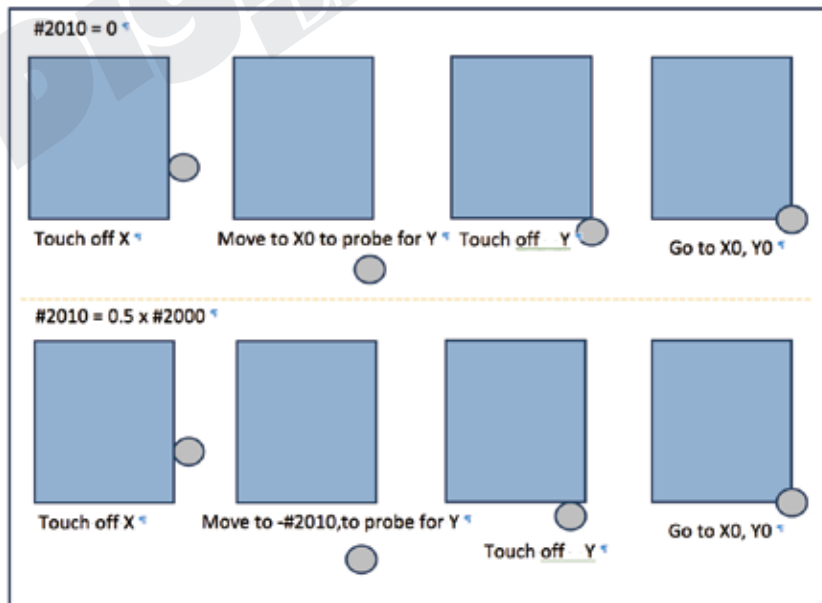 #2010 = 0
Touch off X
Move to X0 to probe for Y
Touch off Y
Go to X0, Y0
#2010 = 0.5 x #2000
Touch off X
Move to -#2010,to probe for Y
Touch off Y
Go to X0, Y0